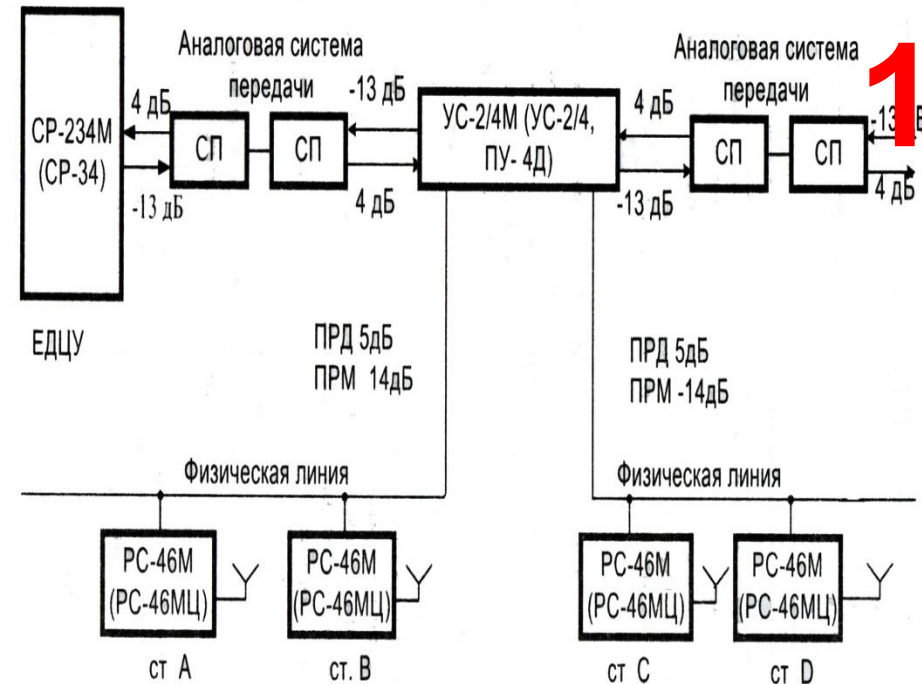 Аналоговая система
передачи
Аналоговая система
передачи
1
4 дБ
-13 дБ
4 дБ
СР-234М
(СР-34)
СП
СП
УС-2/4М (УС-2/4,
ПУ- 4Д)
СП
СП
-13 дБ
4 дБ
-13 дБ
4 дБ
ЕДЦУ
ПРД 5дБ
ПРМ 14дБ
ПРД 5дБ
ПРМ -14дБ
Физическая линия
Физическая линия
РС-46М
(РС-46МЦ)
РС-46М
(РС-46МЦ)
РС-46М
(РС-46МЦ)
РС-46М
(РС-46МЦ)
ст А
ст. В
ст С
ст D